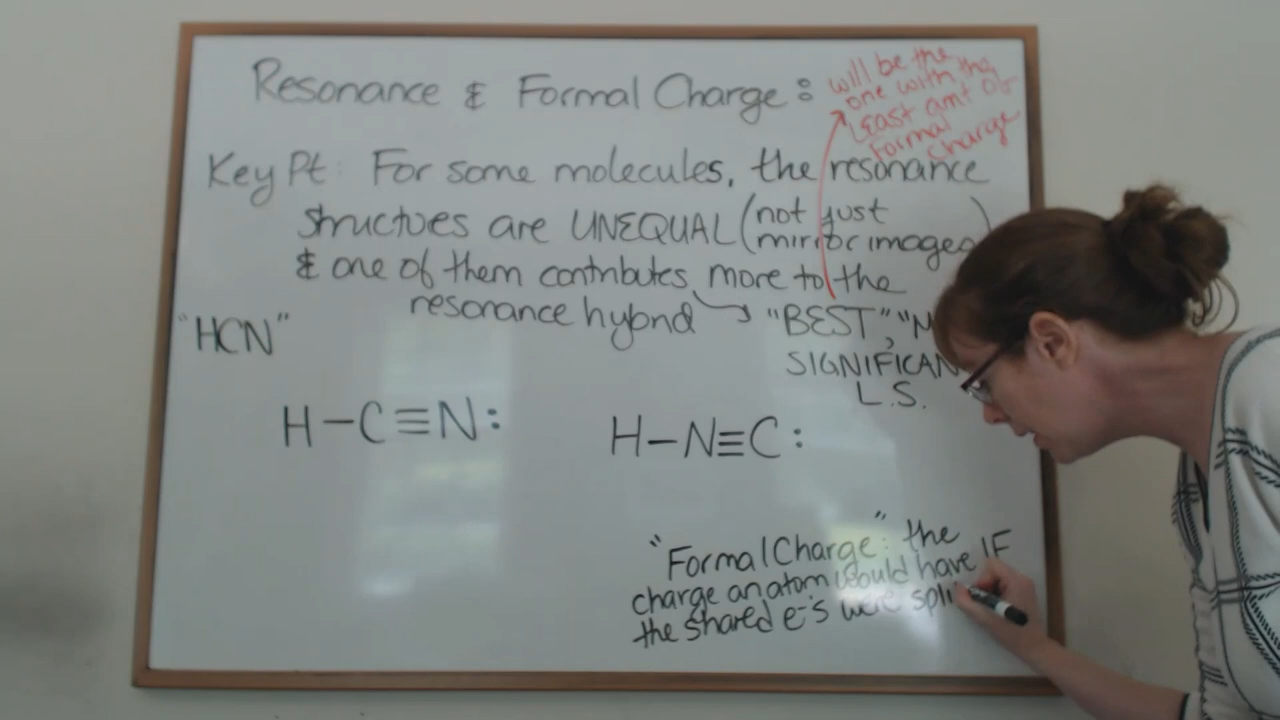 Resonance & Formal Charge:
will be the
one with the
Least amt of
Formal
charge
Key Pt: For some molecules, the resonance
structues are UNEQUAL (not just
mirror images)
& one of them contributes more to the
resonance hybrid → "BEST", "M
SIGNIFICAN
L.S.
"HCN"
H-C≡N:
H-N≡C:
"Formal Charge:" the
charge an atom would have IF
the shared e-s were spli